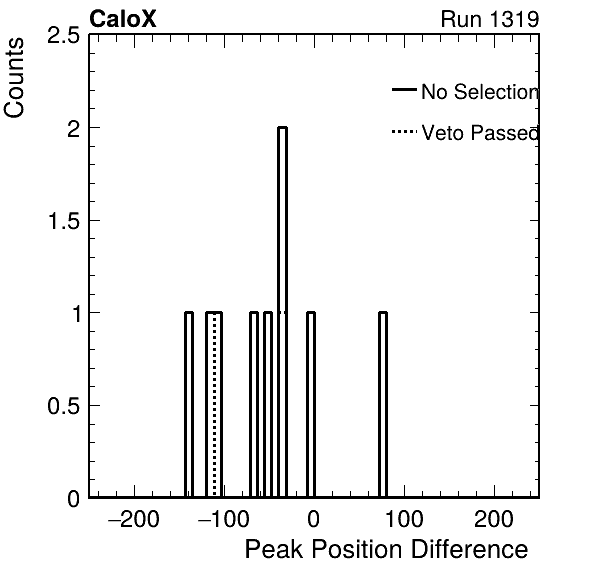 CaloX Run 1319
Counts
2.5
2
1.5
1
0.5
0
No Selection
Veto Passed
−200 −100 0 100 200
Peak Position Difference